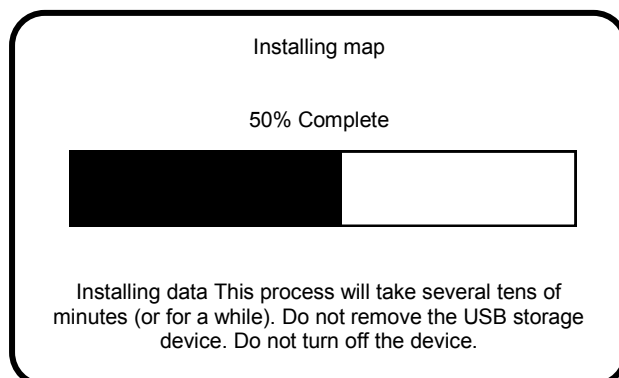 Installing map
50% Complete
Installing data This process will take several tens of
minutes (or for a while). Do not remove the USB storage
device. Do not turn off the device.